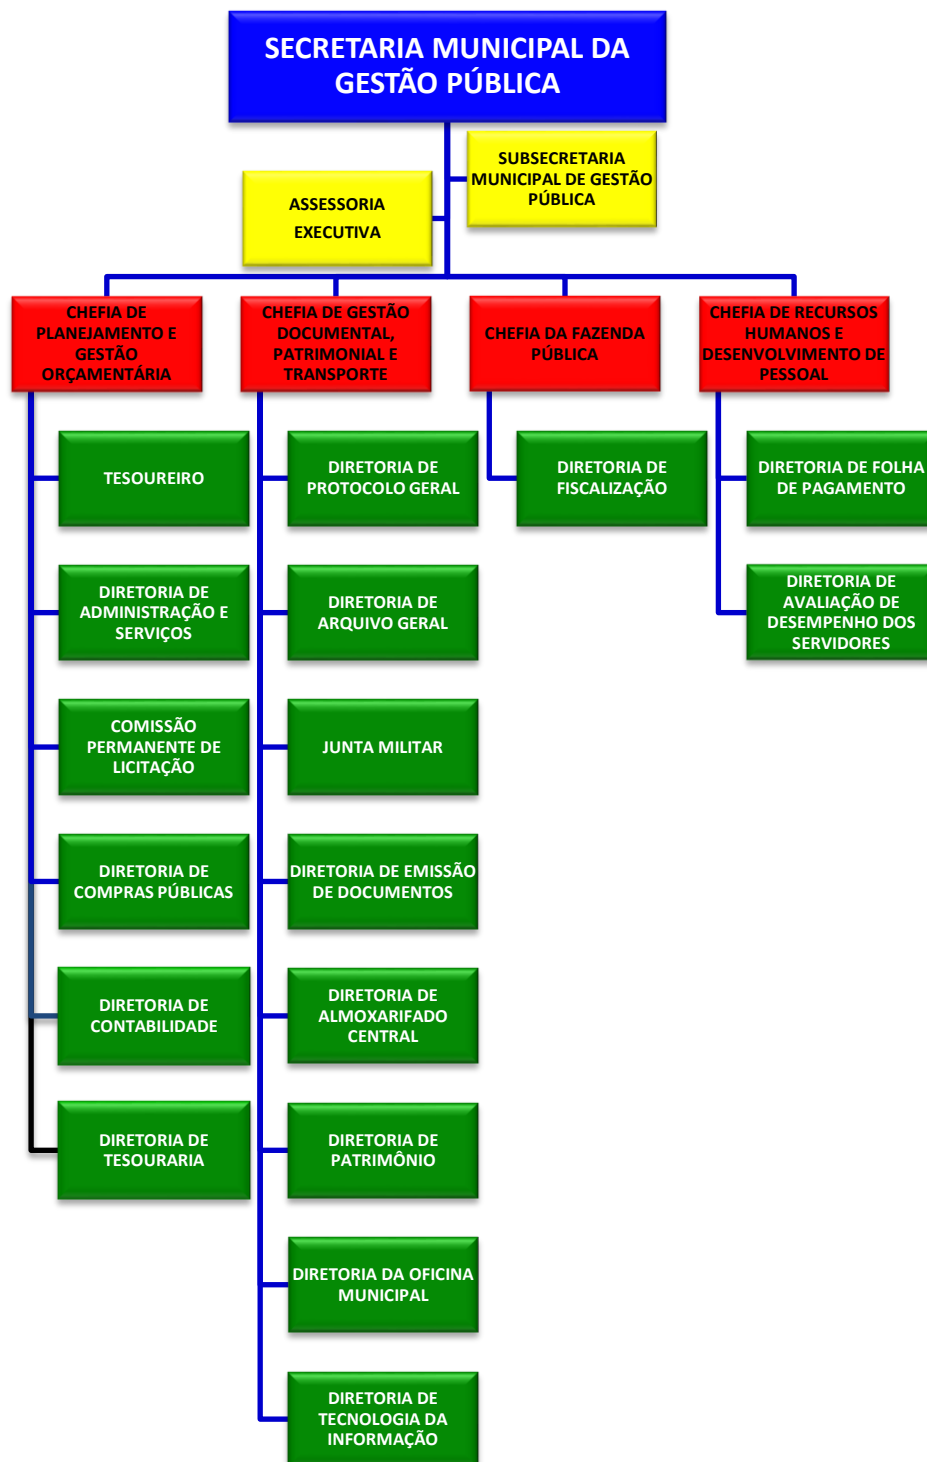 SECRETARIA MUNICIPAL DA
GESTÃO PÚBLICA
SUBSECRETARIA
MUNICIPAL DE GESTÃO
PÚBLICA
ASSESSORIA
EXECUTIVA
CHEFIA DE
PLANEJAMENTO E
GESTÃO
ORÇAMENTÁRIA
CHEFIA DE GESTÃO
DOCUMENTAL,
PATRIMONIAL E
TRANSPORTE
CHEFIA DA FAZENDA
PÚBLICA
CHEFIA DE RECURSOS
HUMANOS E
DESENVOLVIMENTO DE
PESSOAL
TESOUREIRO
DIRETORIA DE
ADMINISTRAÇÃO E
SERVIÇOS
COMISSÃO
PERMANENTE DE
LICITAÇÃO
DIRETORIA DE
COMPRAS PÚBLICAS
DIRETORIA DE
CONTABILIDADE
DIRETORIA DE
TESOURARIA
DIRETORIA DE
PROTOCOLO GERAL
DIRETORIA DE
ARQUIVO GERAL
JUNTA MILITAR
DIRETORIA DE EMISSÃO
DE DOCUMENTOS
DIRETORIA DE
ALMOXARIFADO
CENTRAL
DIRETORIA DE
PATRIMÔNIO
DIRETORIA DA OFICINA
MUNICIPAL
DIRETORIA DE
TECNOLOGIA DA
INFORMAÇÃO
DIRETORIA DE
FISCALIZAÇÃO
DIRETORIA DE FOLHA
DE PAGAMENTO
DIRETORIA DE
AVALIAÇÃO DE
DESEMPENHO DOS
SERVIDORES